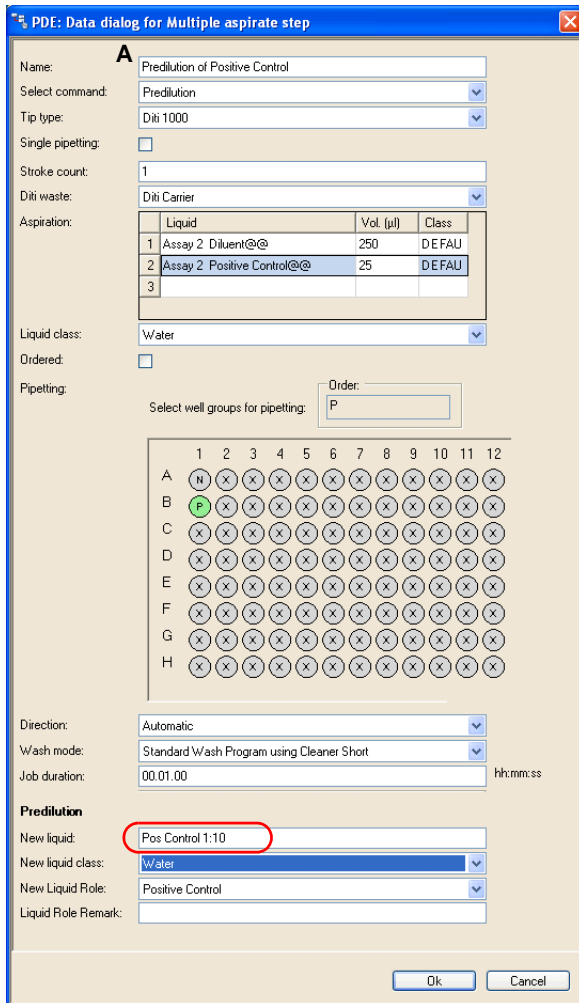 PDE: Data dialog for Multiple aspirate step
A
Name: Predilution of Positive Control
Select command: Predilution
Tip type: Diti 1000
Single pipetting:
Stroke count: 1
Diti waste: Diti Carrier
Aspiration:
Liquid Vol. (µl) Class
1 Assay 2 Diluent@@ 250 DEFAU
2 Assay 2 Positive Control@@ 25 DEFAU
3
Liquid class: Water
Ordered:
Pipetting:
Order:
Select well groups for pipetting: P
1 2 3 4 5 6 7 8 9 10 11 12
A N X X X X X X X X X X X
B P X X X X X X X X X X X
C X X X X X X X X X X X X
D X X X X X X X X X X X X
E X X X X X X X X X X X X
F X X X X X X X X X X X X
G X X X X X X X X X X X X
H X X X X X X X X X X X X
Direction: Automatic
Wash mode: Standard Wash Program using Cleaner Short
Job duration: 00.01.00 hh:mm:ss
Predilution
New liquid: Pos Control 1:10
New liquid class: Water
New Liquid Role: Positive Control
Liquid Role Remark:
Ok Cancel